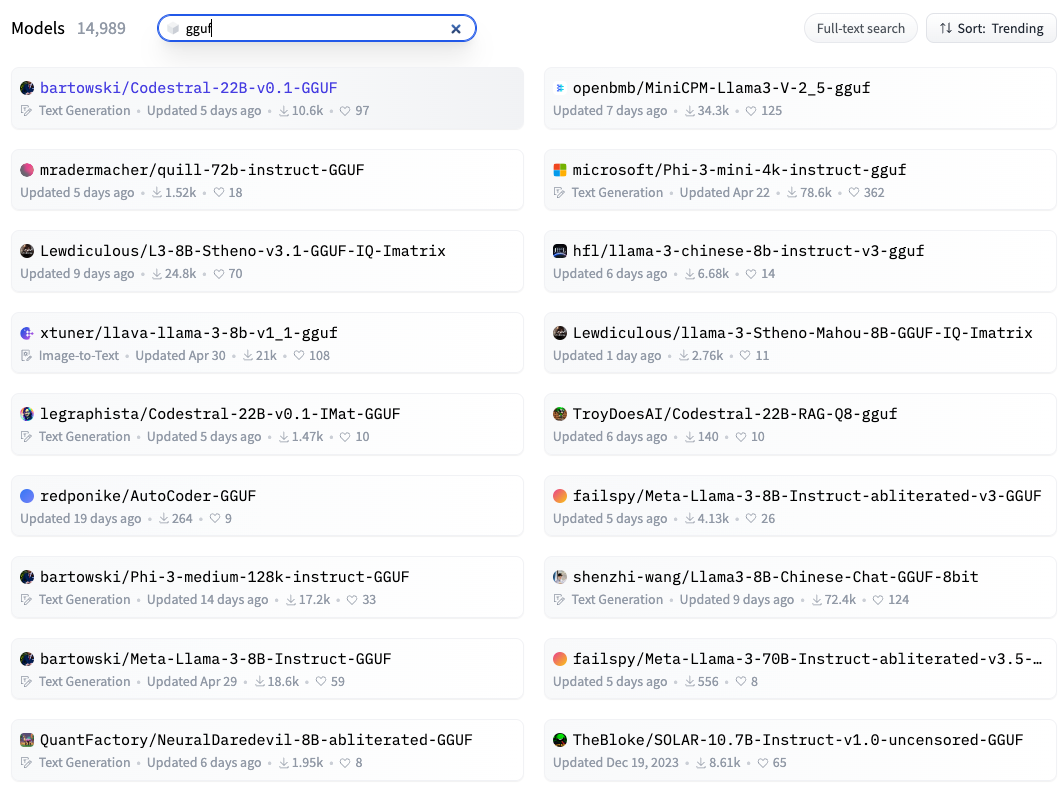 Models 14,989 gguf Full-text search Sort: Trending
bartowski/Codestral-22B-v0.1-GGUF
Text Generation • Updated 5 days ago • 10.6k • 97
openbmb/MiniCPM-Llama3-V-2_5-gguf
Updated 7 days ago • 34.3k • 125
mradermacher/quill-72b-instruct-GGUF
Updated 5 days ago • 1.52k • 18
microsoft/Phi-3-mini-4k-instruct-gguf
Text Generation • Updated Apr 22 • 78.6k • 362
Lewdiculous/L3-8B-Stheno-v3.1-GGUF-IQ-Imatrix
Updated 9 days ago • 24.8k • 70
hfl/llama-3-chinese-8b-instruct-v3-gguf
Updated 6 days ago • 6.68k • 14
xtuner/llava-llama-3-8b-v1_1-gguf
Image-to-Text • Updated Apr 30 • 21k • 108
Lewdiculous/llama-3-Stheno-Mahou-8B-GGUF-IQ-Imatrix
Updated 1 day ago • 2.76k • 11
legraphista/Codestral-22B-v0.1-IMat-GGUF
Text Generation • Updated 5 days ago • 1.47k • 10
TroyDoesAI/Codestral-22B-RAG-Q8-gguf
Updated 6 days ago • 140 • 10
redponike/AutoCoder-GGUF
Updated 19 days ago • 264 • 9
failspy/Meta-Llama-3-8B-Instruct-abliterated-v3-GGUF
Updated 5 days ago • 4.13k • 26
bartowski/Phi-3-medium-128k-instruct-GGUF
Text Generation • Updated 14 days ago • 17.2k • 33
shenzhi-wang/Llama3-8B-Chinese-Chat-GGUF-8bit
Text Generation • Updated 9 days ago • 72.4k • 124
bartowski/Meta-Llama-3-8B-Instruct-GGUF
Text Generation • Updated Apr 29 • 18.6k • 59
failspy/Meta-Llama-3-70B-Instruct-abliterated-v3.5-…
Updated 5 days ago • 556 • 8
QuantFactory/NeuralDaredevil-8B-abliterated-GGUF
Text Generation • Updated 6 days ago • 1.95k • 8
TheBloke/SOLAR-10.7B-Instruct-v1.0-uncensored-GGUF
Updated Dec 19, 2023 • 8.61k • 65